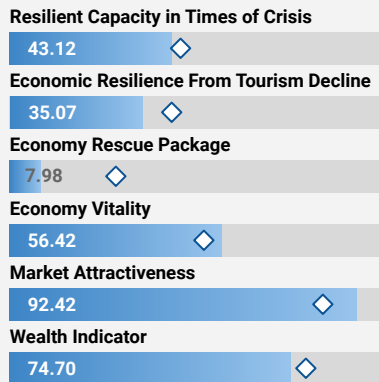 Resilient Capacity in Times of Crisis
43.12
Economic Resilience From Tourism Decline
35.07
Economy Rescue Package
7.98
Economy Vitality
56.42
Market Attractiveness
92.42
Wealth Indicator
74.70